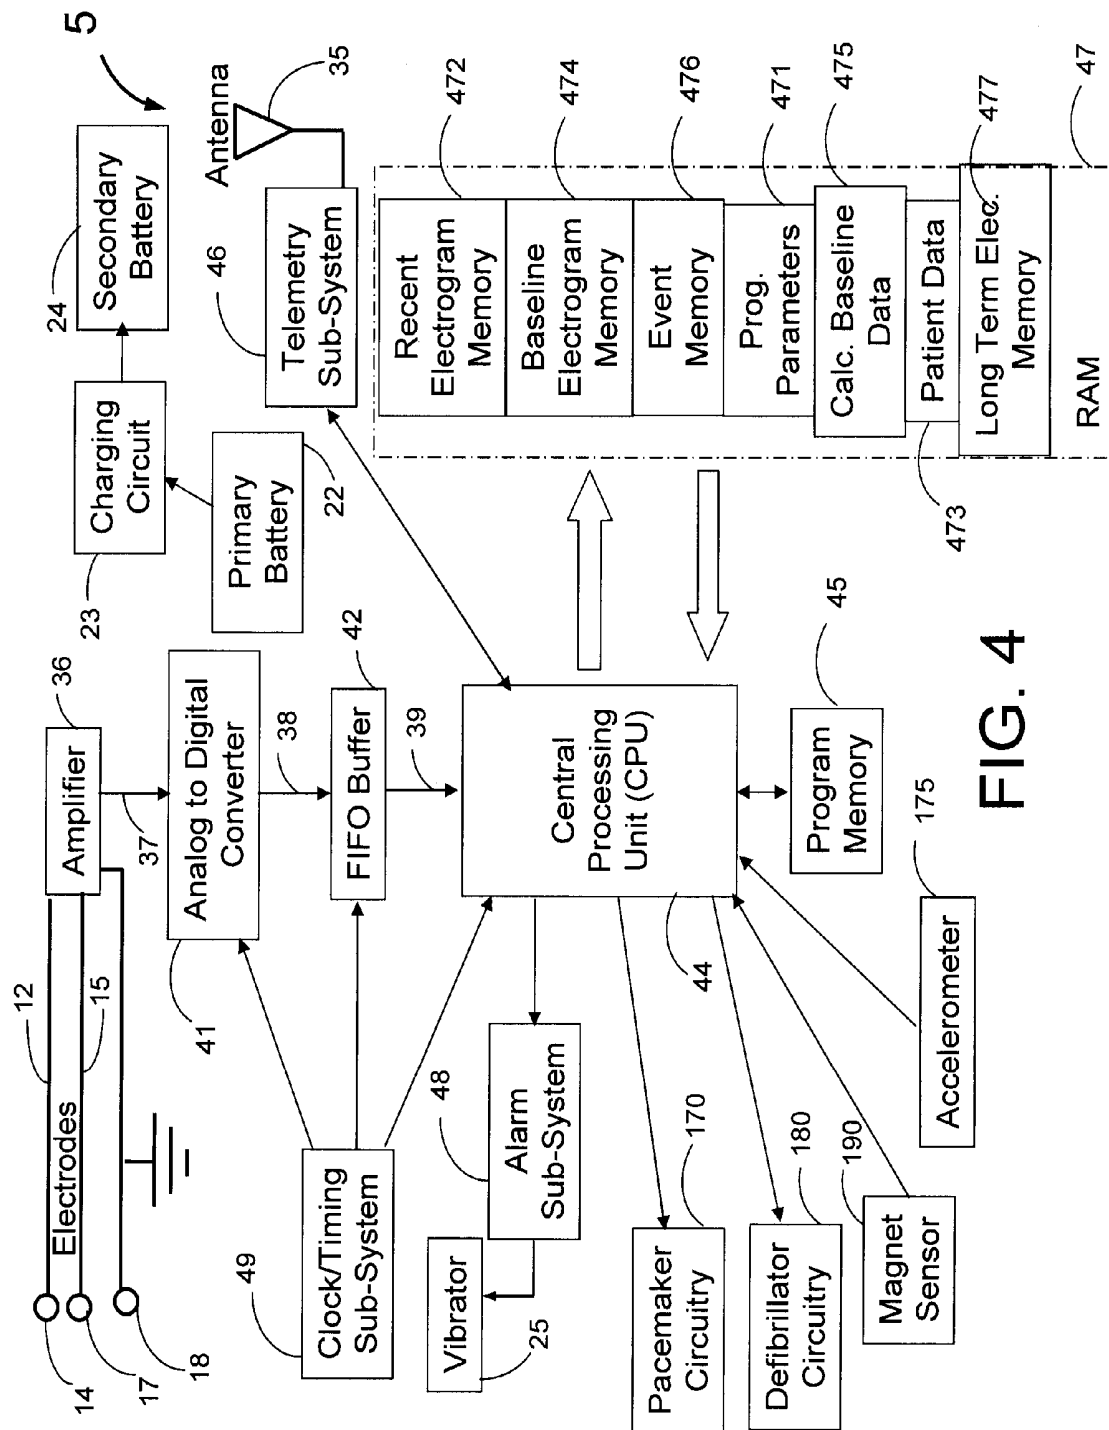 5
14
17
18
Electrodes
12
15
Amplifier
36
37
Analog to Digital
Converter
41
38
FIFO Buffer
42
39
Central
Processing
Unit (CPU)
44
Clock/Timing
Sub-System
49
Vibrator
25
Alarm
Sub-System
48
Pacemaker
Circuitry
170
Defibrillator
Circuitry
180
Magnet
Sensor
190
Accelerometer
175
Program
Memory
45
Primary
Battery
22
Charging
Circuit
23
Secondary
Battery
24
Telemetry
Sub-System
46
Antenna
35
Recent
Electrogram
Memory
472
Baseline
Electrogram
Memory
474
Event
Memory
476
Prog.
Parameters
471
Calc. Baseline
Data
475
Patient Data
473
Long Term Elec.
Memory
477
RAM
47
FIG. 4